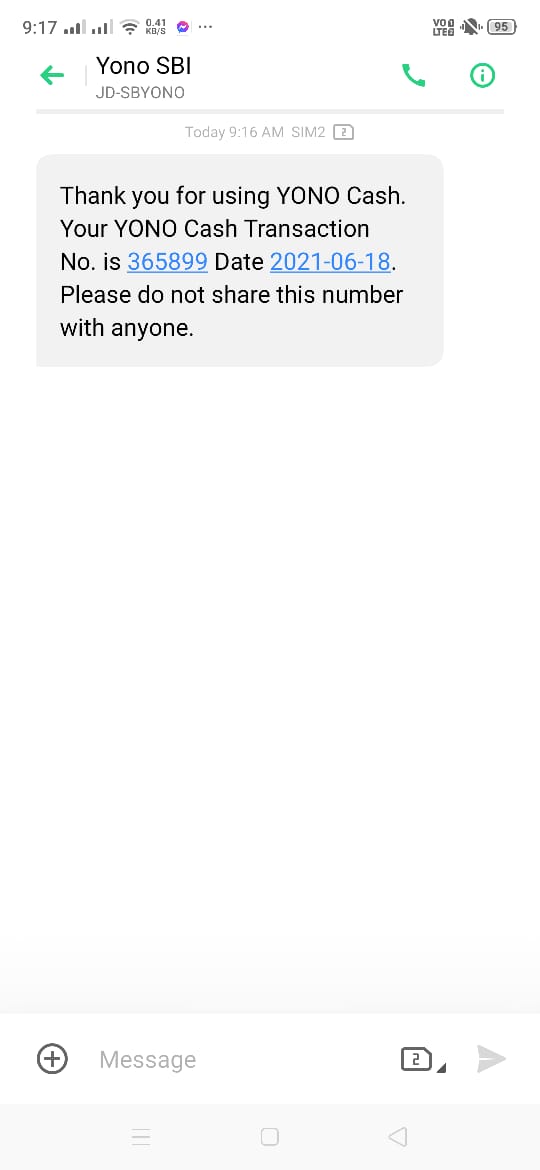 9:17 0.41 KB/S ... VO LTE 95
Yono SBI
JD-SBYONO
Today 9:16 AM SIM2 2
Thank you for using YONO Cash.
Your YONO Cash Transaction
No. is 365899 Date 2021-06-18.
Please do not share this number
with anyone.
Message 2